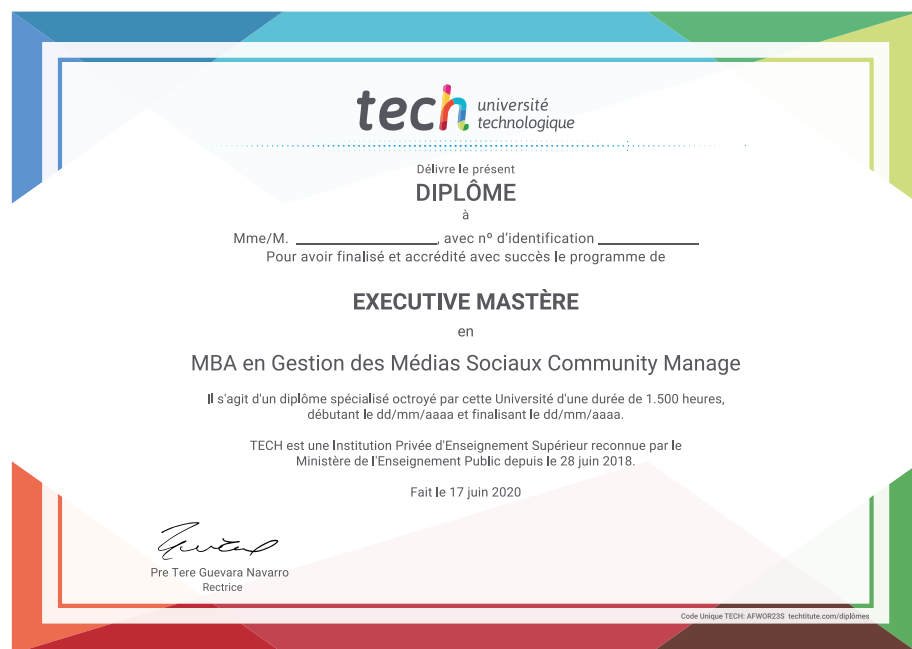 tech université
technologique
Délivre le présent
DIPLÔME
à
Mme/M. ____________, avec nº d'identification ____________
Pour avoir finalisé et accrédité avec succès le programme de
EXECUTIVE MASTÈRE
en
MBA en Gestion des Médias Sociaux Community Manage
Il s'agit d'un diplôme spécialisé octroyé par cette Université d'une durée de 1.500 heures,
débutant le dd/mm/aaaa et finalisant le dd/mm/aaaa.
TECH est une Institution Privée d'Enseignement Supérieur reconnue par le
Ministère de l'Enseignement Public depuis le 28 juin 2018.
Fait le 17 juin 2020
Pre Tere Guevara Navarro
Rectrice
Code Unique TECH: AFWOR23S techtitute.com/diplômes